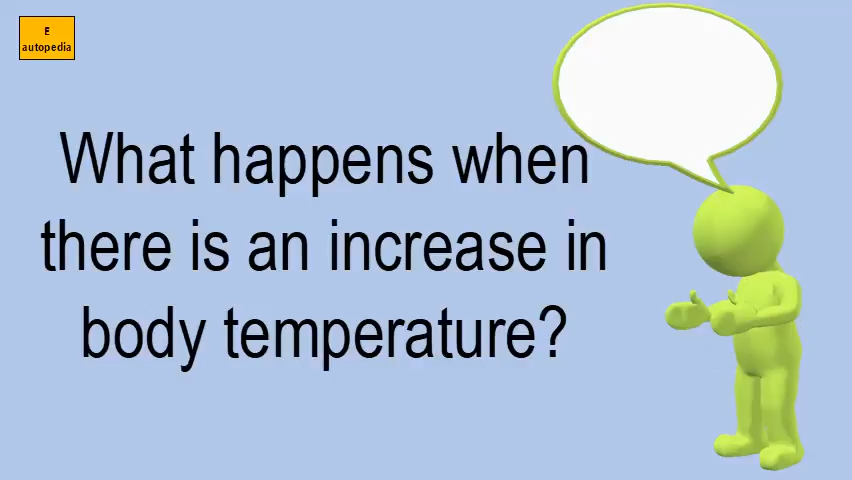 E
autopedia
What happens when
there is an increase in
body temperature?